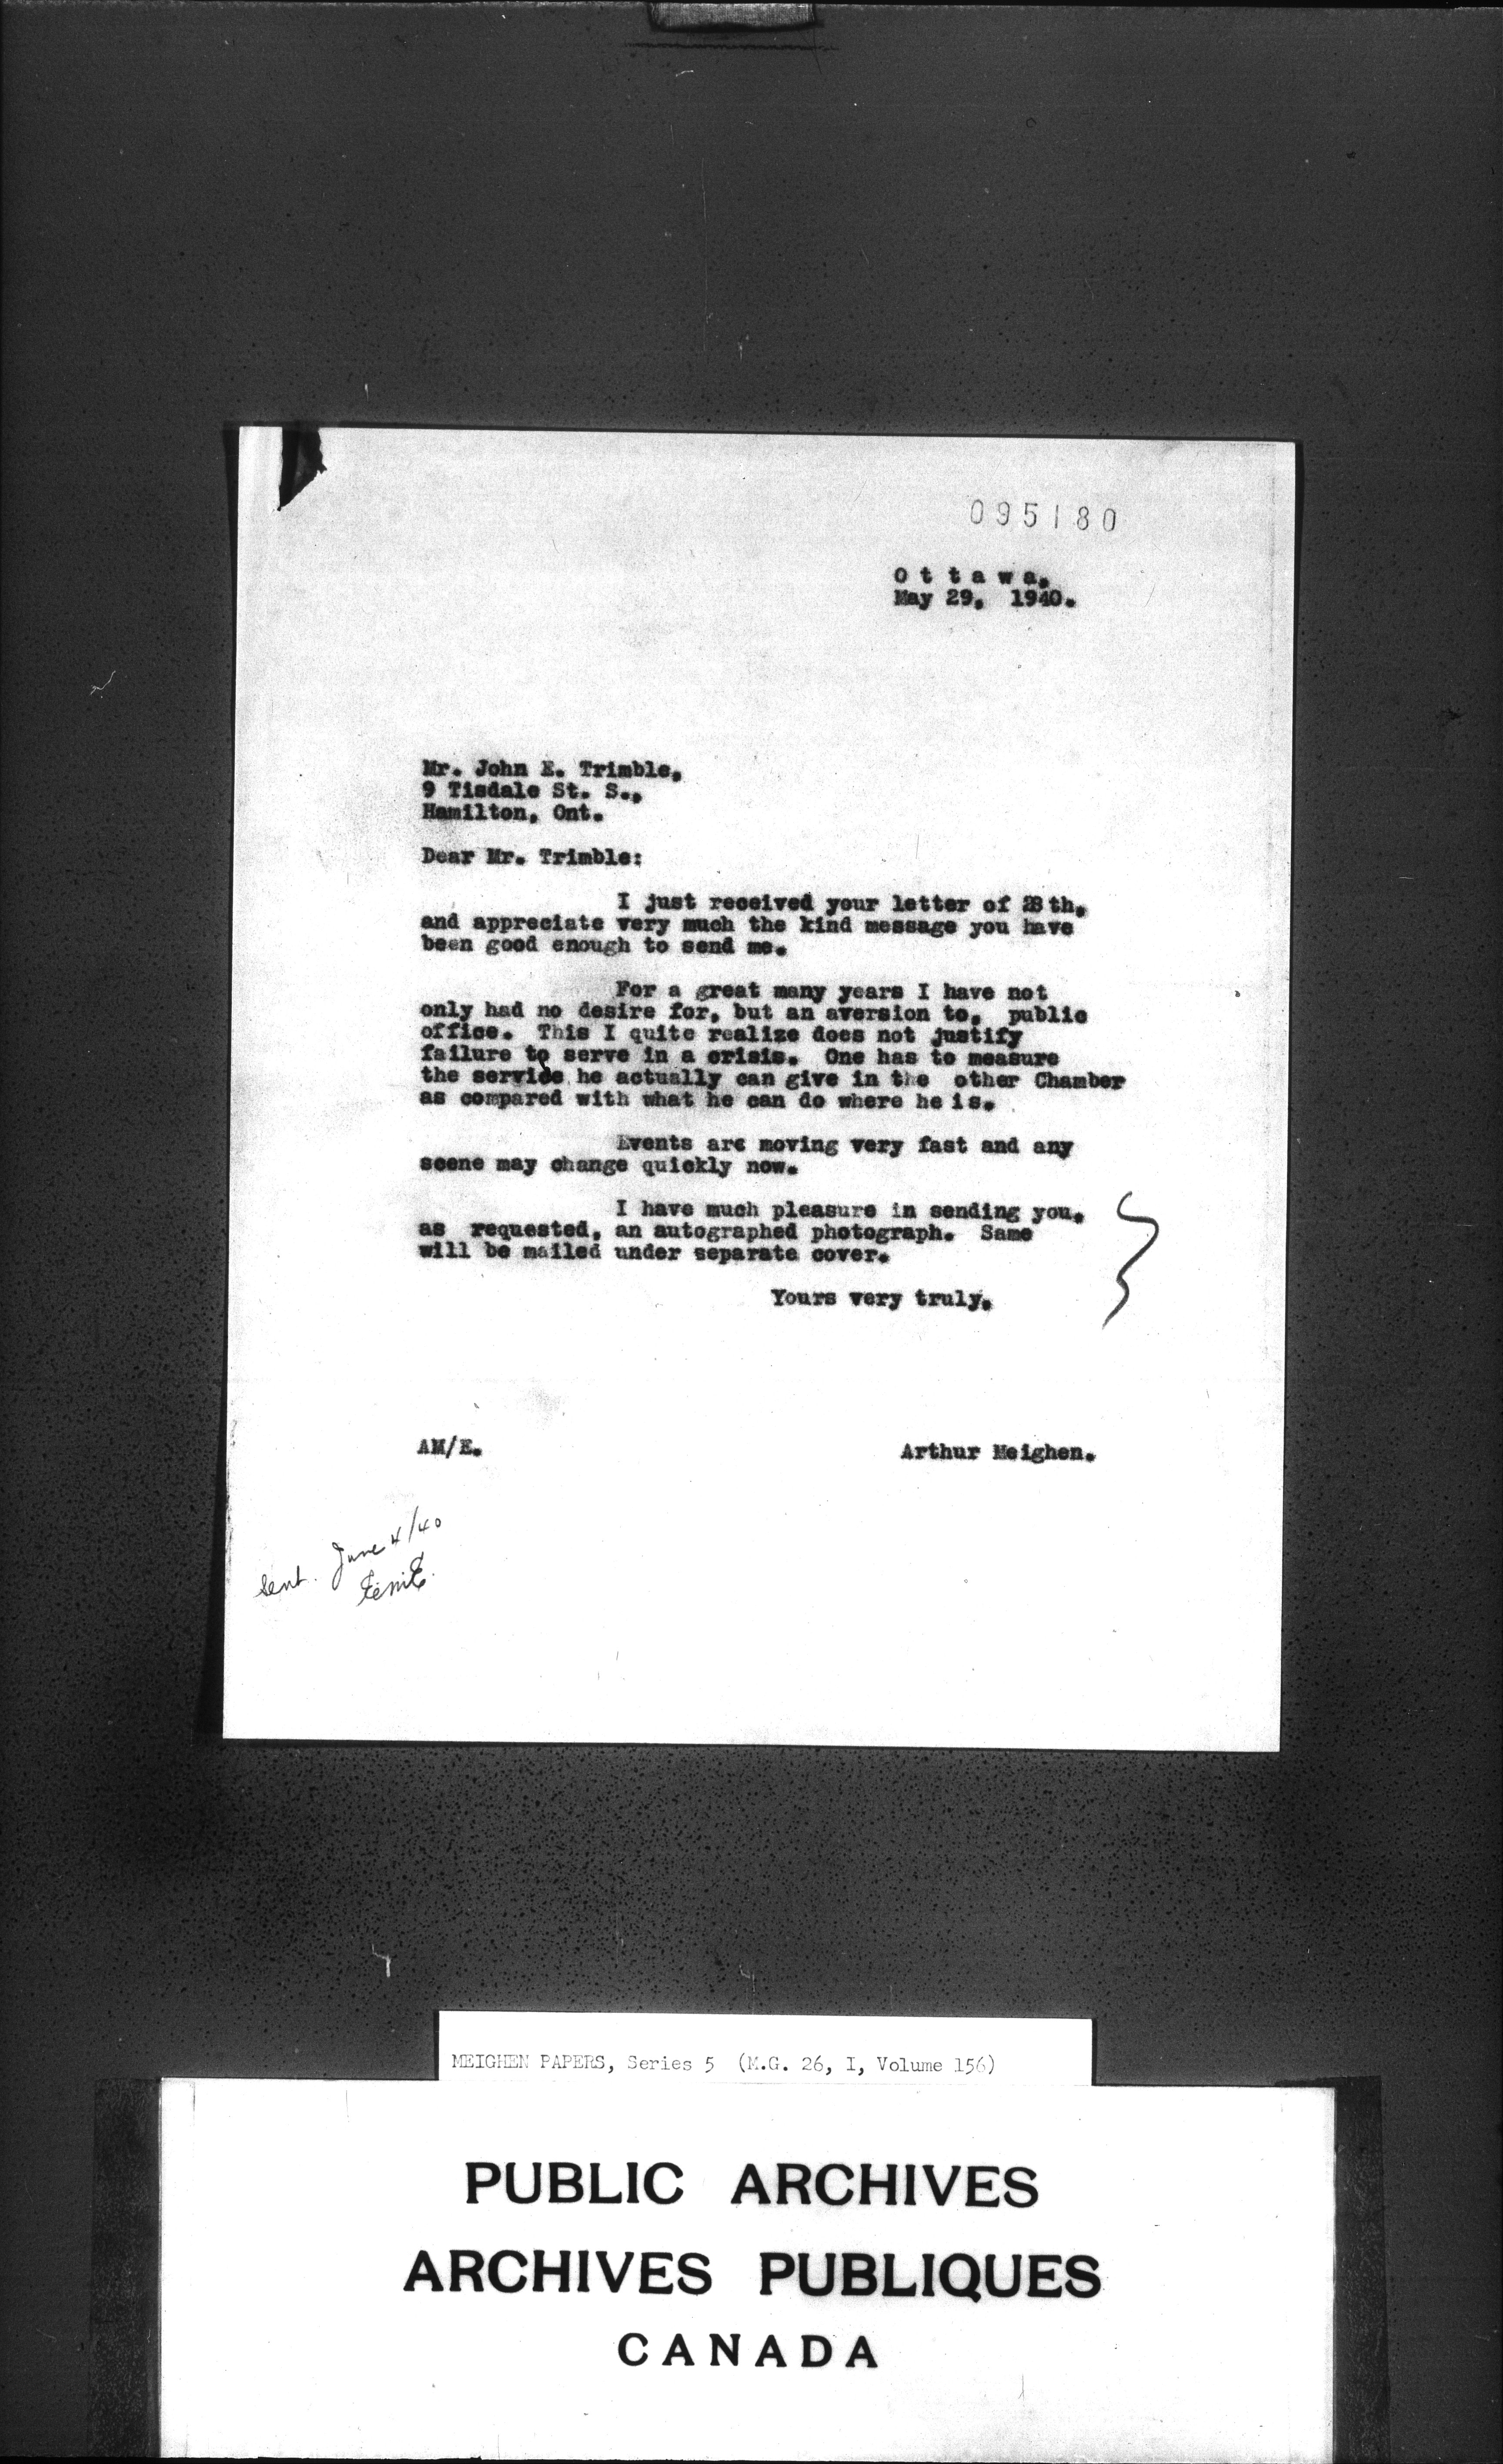 095180
Ottawa,
May 29, 1940.
Mr. John E. Trimble,
9 Tisdale St. S.,
Hamilton, Ont.
Dear Mr. Trimble:
I just received your letter of 28th,
and appreciate very much the kind message you have
been good enough to send me.
For a great many years I have not
only had no desire for, but an aversion to, public
office. This I quite realize does not justify
failure to serve in a crisis. One has to measure
the service he actually can give in the other Chamber
as compared with what he can do where he is.
Events are moving very fast and any
scene may change quickly now.
I have much pleasure in sending you,
as requested, an autographed photograph. Same
will be mailed under separate cover.
Yours very truly,
AM/E.
Arthur Meighen.
Sent. June 4/40
MEIGHEN PAPERS, Series 5 (M.G. 26, I, Volume 156)
PUBLIC ARCHIVES
ARCHIVES PUBLIQUES
CANADA